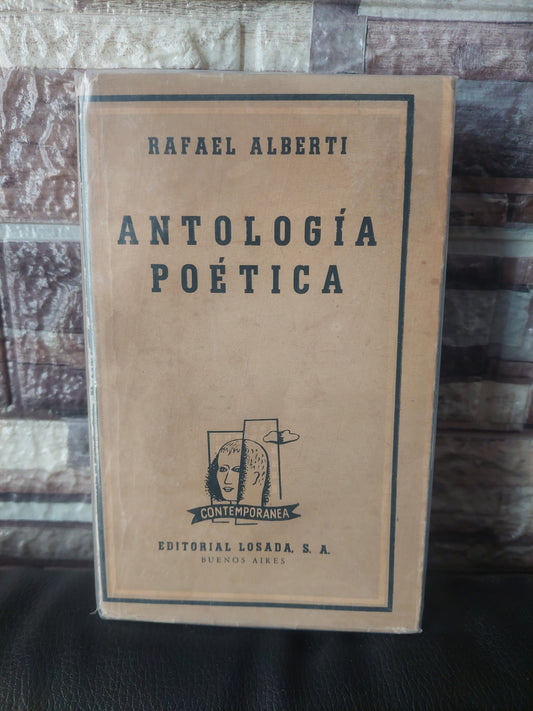 RAFAEL ALBERTI
ANTOLOGÍA
POÉTICA
CONTEMPORANEA
EDITORIAL LOSADA, S. A.
BUENOS AIRES